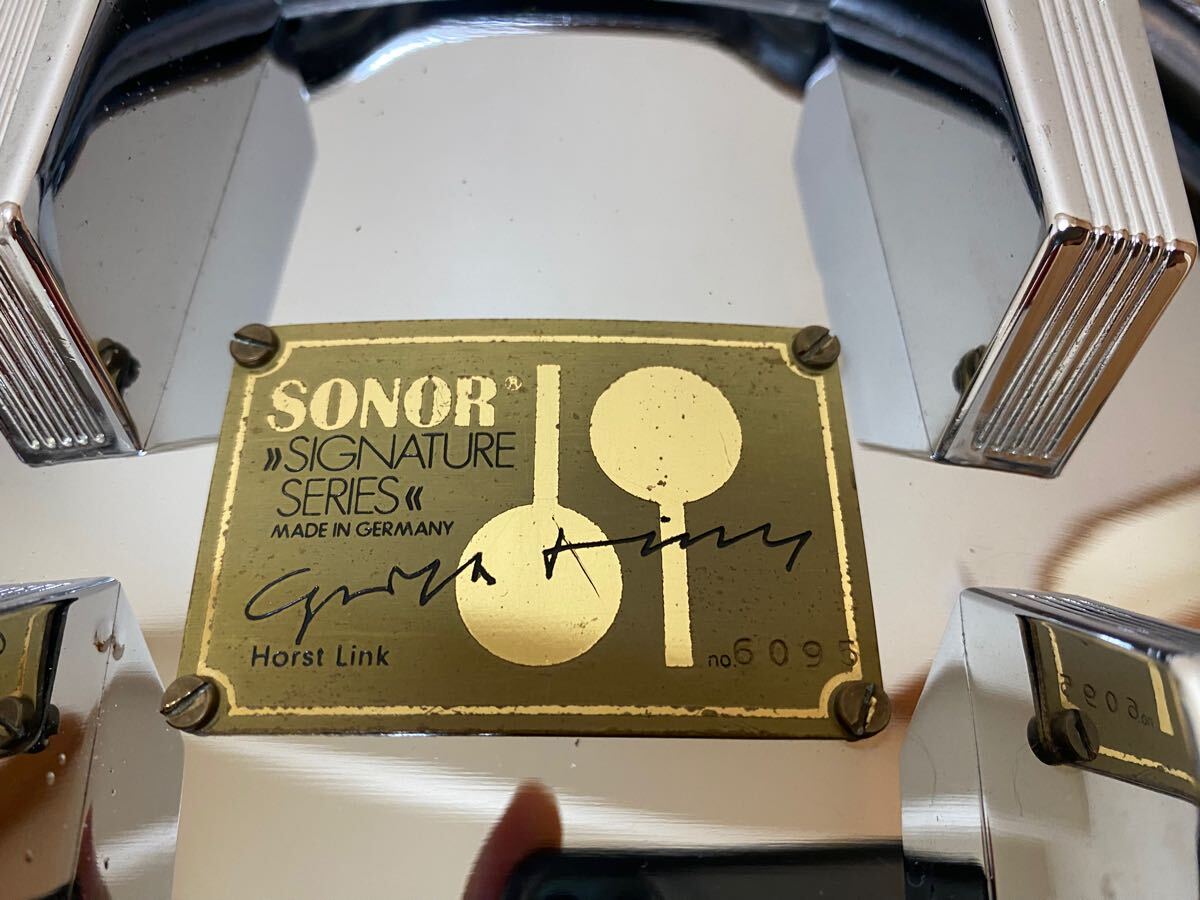 SONOR®
»SIGNATURE
SERIES«
MADE IN GERMANY
Horst Link
no. 6095